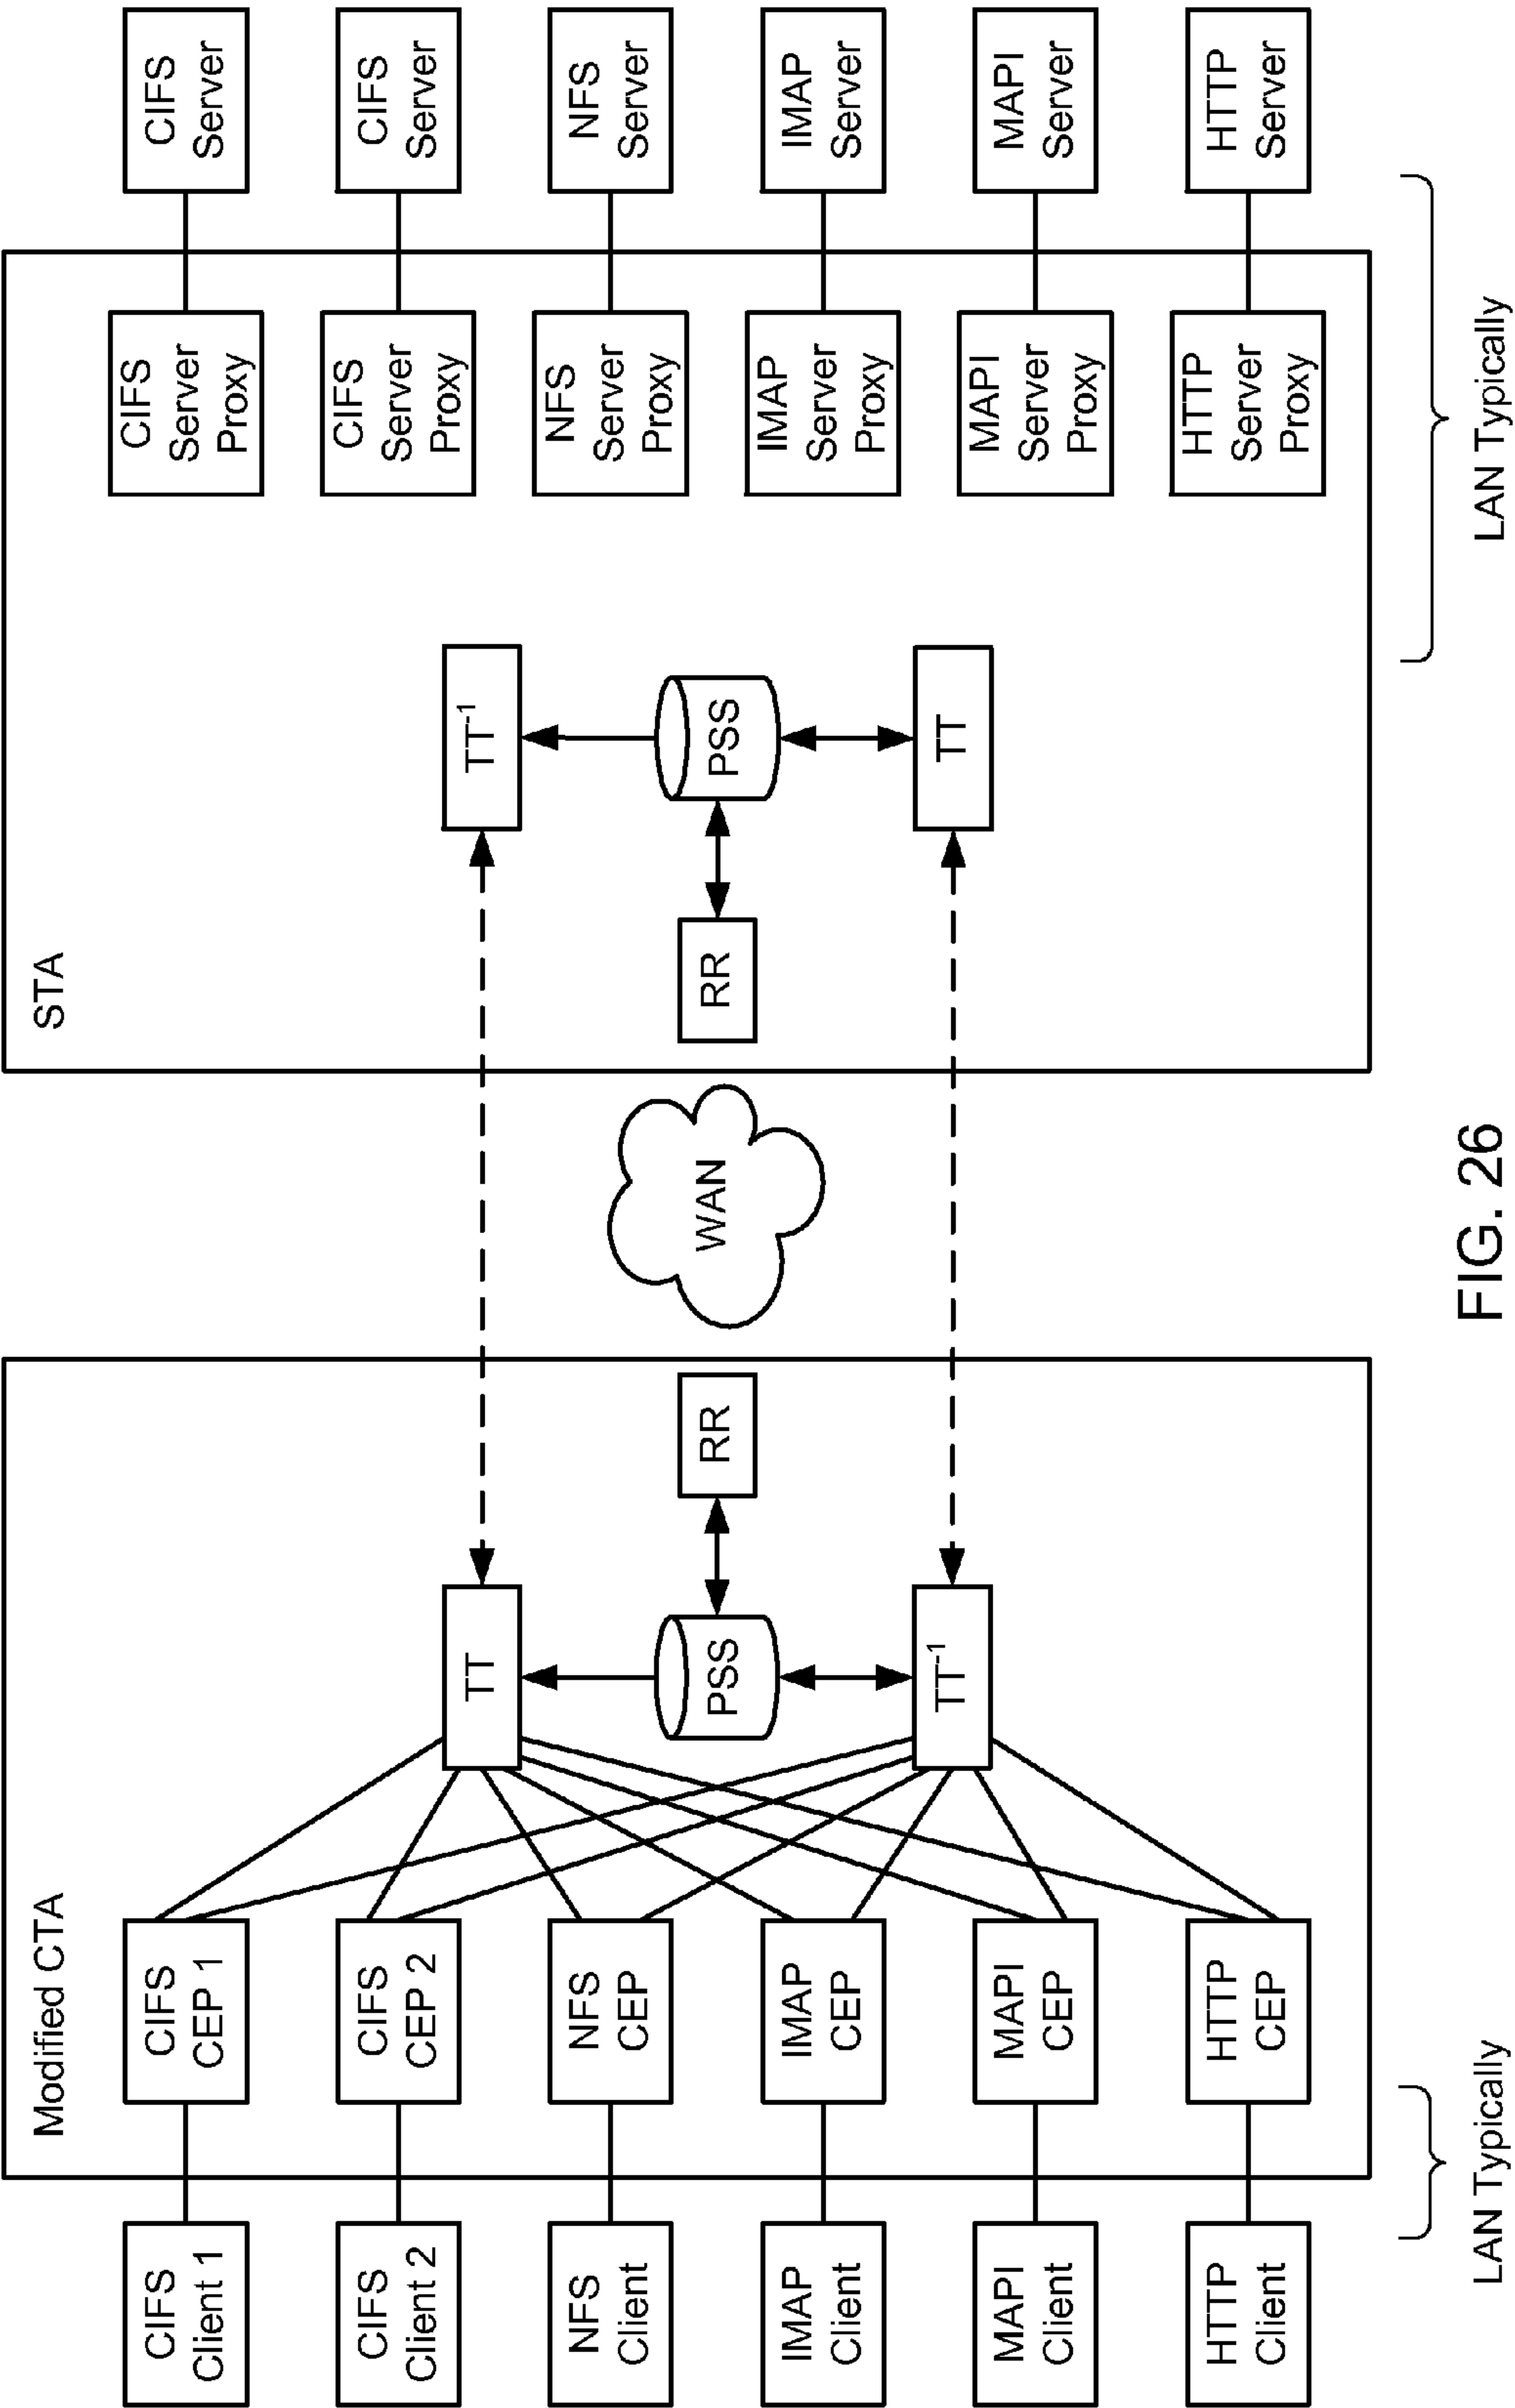 Modified CTA
STA
CIFS
Client 1
CIFS
CEP 1
CIFS
Server
Proxy
CIFS
Server
CIFS
Client 2
CIFS
CEP 2
TT
TT-1
CIFS
Server
Proxy
CIFS
Server
NFS
Client
NFS
CEP
NFS
Server
Proxy
NFS
Server
PSS
RR
WAN
RR
PSS
IMAP
Client
IMAP
CEP
IMAP
Server
Proxy
IMAP
Server
TT-1
TT
MAPI
Client
MAPI
CEP
MAPI
Server
Proxy
MAPI
Server
HTTP
Client
HTTP
CEP
HTTP
Server
Proxy
HTTP
Server
LAN Typically
LAN Typically
FIG. 26